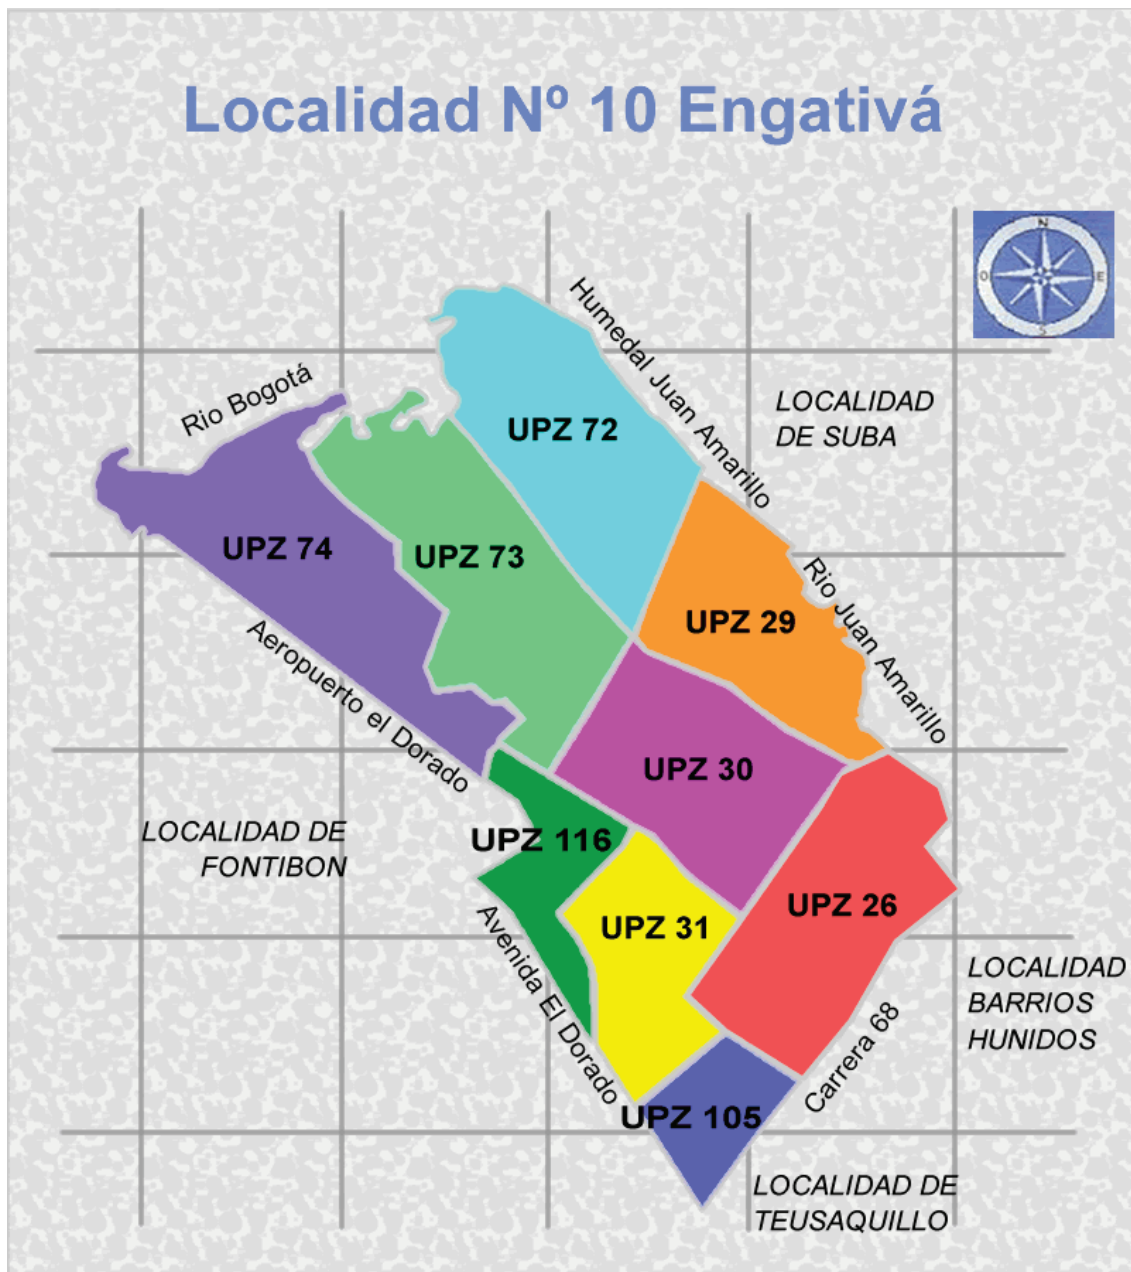 Localidad Nº 10 Engativá
N
O
E
S
Humedal Juan Amarillo
Rio Bogotá
LOCALIDAD
DE SUBA
UPZ 72
UPZ 74
UPZ 73
Rio Juan Amarillo
UPZ 29
Aeropuerto el Dorado
UPZ 30
LOCALIDAD DE
FONTIBON
UPZ 116
UPZ 31
UPZ 26
Avenida El Dorado
LOCALIDAD
BARRIOS
HUNIDOS
Carrera 68
UPZ 105
LOCALIDAD DE
TEUSAQUILLO